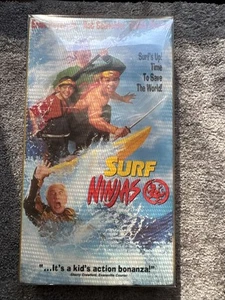 Surf's Up!
Time
To Save
The World!
SURF
NINJAS
"...It's a kid's action bonanza!"